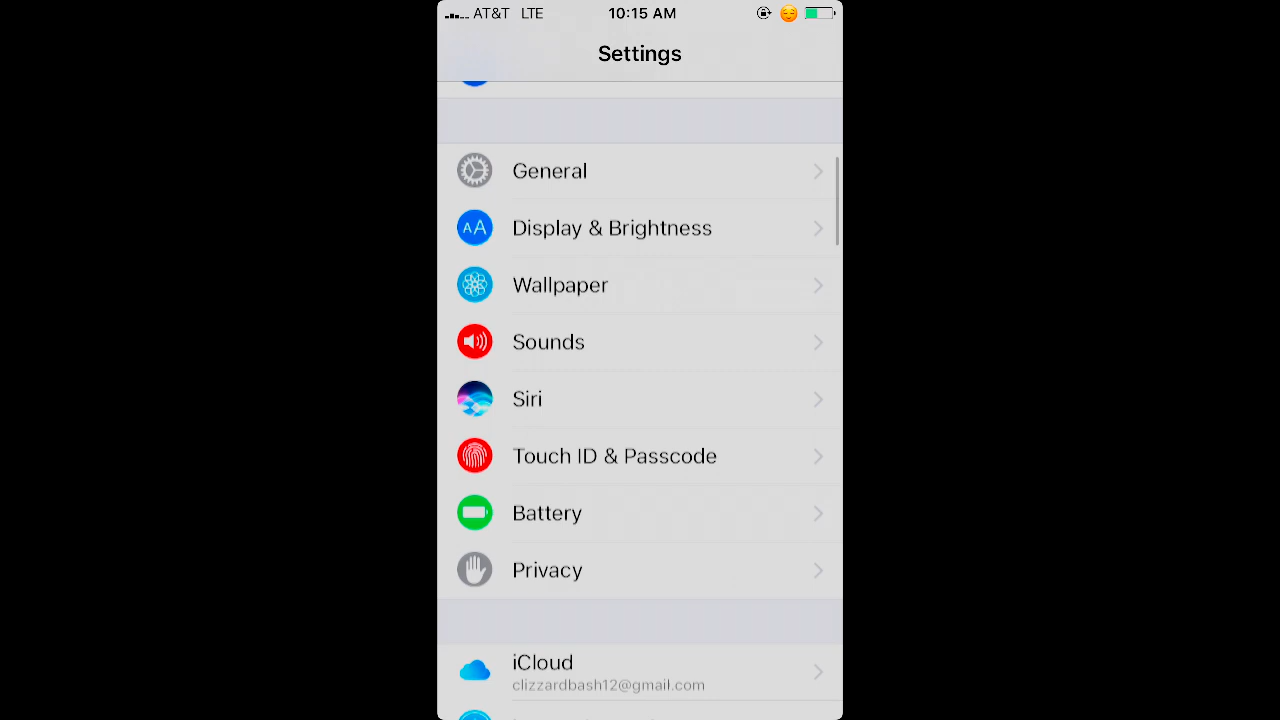 AT&T LTE 10:15 AM
Settings
General
AA Display & Brightness
Wallpaper
Sounds
Siri
Touch ID & Passcode
Battery
Privacy
iCloud
clizzardbash12@gmail.com